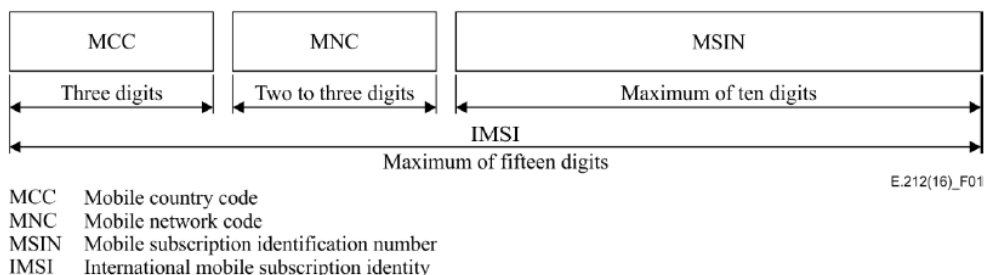 MCC MNC MSIN
Three digits Two to three digits Maximum of ten digits
IMSI
Maximum of fifteen digits
E.212(16)_F01
MCC Mobile country code
MNC Mobile network code
MSIN Mobile subscription identification number
IMSI International mobile subscription identity